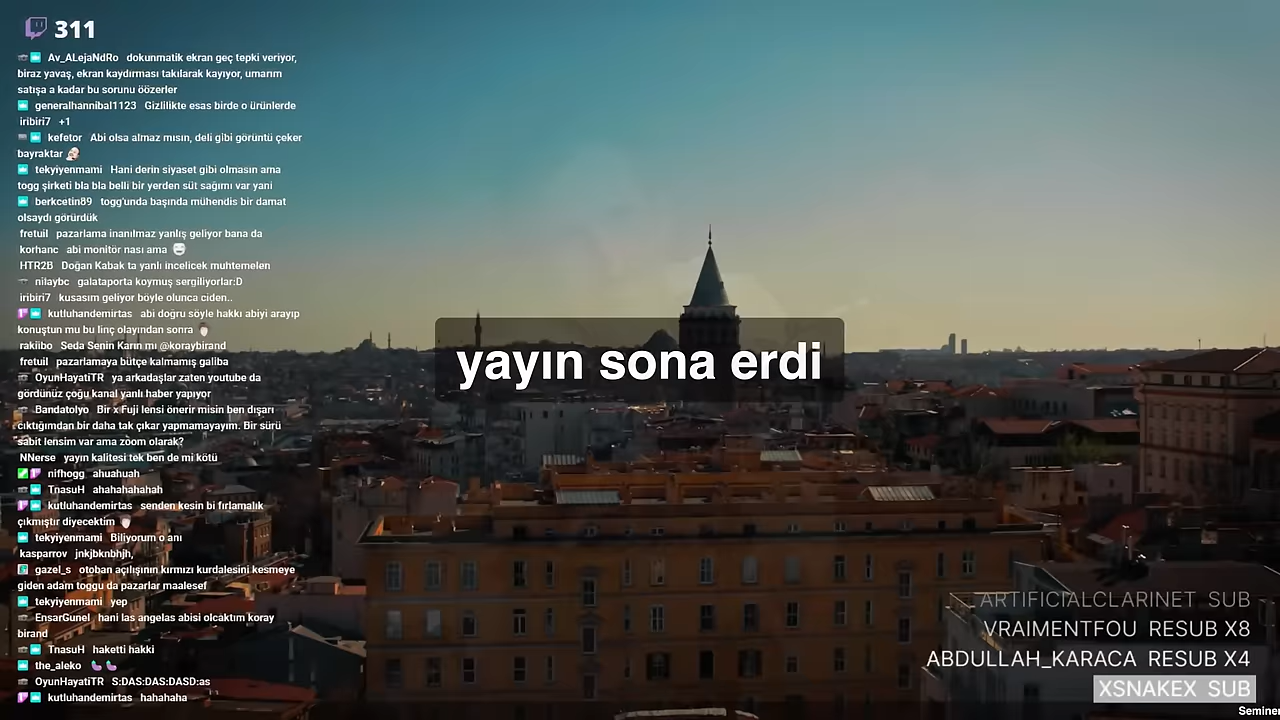 311
Av_ALejaNdRo dokunmatik ekran geç tepki veriyor,
biraz yavaş, ekran kaydırması takılarak kayıyor, umarım
satışa a kadar bu sorunu öözerler
generalhannibal1123 Gizlilikte esas birde o ürünlerde
iribiri7 +1
kefetor Abi olsa almaz mısın, deli gibi görüntü çeker
bayraktar
tekyiyenmami Hani derin siyaset gibi olmasın ama
togg şirketi bla bla belli bir yerden süt sağımı var yani
berkcetin89 togg'unda başında mühendis bir damat
olsaydı görürdük
fretuil pazarlama inanılmaz yanlış geliyor bana da
korhanc abi monitör nası ama
HTR2B Doğan Kabak ta yanlı incelicek muhtemelen
nilaybc galataporta koymuş sergiliyorlar:D
iribiri7 kusasım geliyor böyle olunca ciden..
kutluhandemirtas abi doğru söyle hakkı abiyi arayıp
konuştun mu bu linç olayından sonra
rakiibo Seda Senin Karın mı @koraybirand
fretuil pazarlamaya bütçe kalmamış galiba
OyunHayatiTR ya arkadaşlar zaten youtube da
gördünüz çoğu kanal yanlı haber yapıyor
Bandatolyo Bir x Fuji lensi önerir misin ben dışarı
çıktığımdan bir daha tak çıkar yapmamayayım. Bir sürü
sabit lensim var ama zoom olarak?
NNerse yayın kalitesi tek ben de mi kötü
nifhogg ahuahuah
TnasuH ahahahahahah
kutluhandemirtas senden kesin bi fırlamalık
çıkmıştır diyecektim
tekyiyenmami Biliyorum o anı
kasparrov jnkjbknbhjh,
gazel_s otoban açılışının kırmızı kurdalesini kesmeye
giden adam toggu da pazarlar maalesef
tekyiyenmami yep
EnsarGunel hani las angelas abisi olcaktım koray
birand
TnasuH haketti hakki
the_aleko
OyunHayatiTR S:DAS:DAS:DASD:as
kutluhandemirtas hahahaha
yayın sona erdi
ARTIFICIALCLARINET SUB
VRAIMENTFOU RESUB X8
ABDULLAH_KARACA RESUB X4
XSNAKEX SUB
Seminer